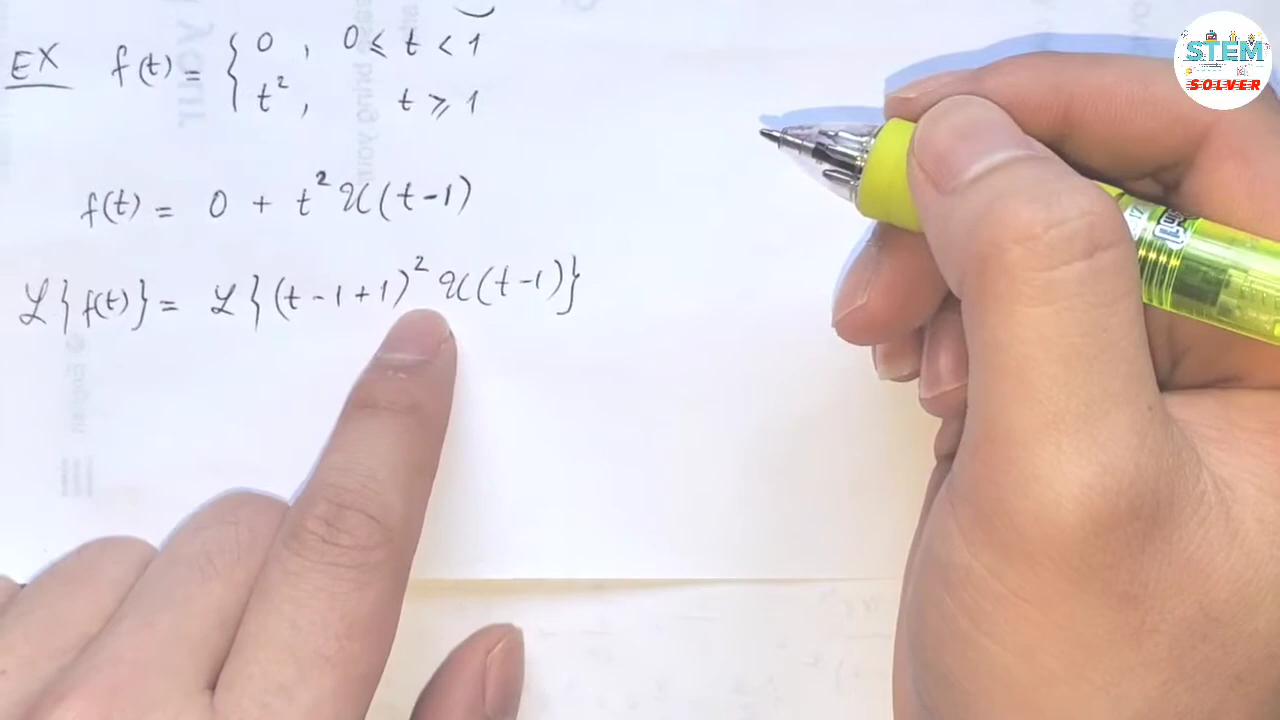 STEM
SOLVER
EX f(t) = { 0 , 0 ≤ t < 1
t², t ≥ 1
f(t) = 0 + t² 𝒰(t-1)
ℒ{f(t)} = ℒ{(t-1+1)² 𝒰(t-1)}